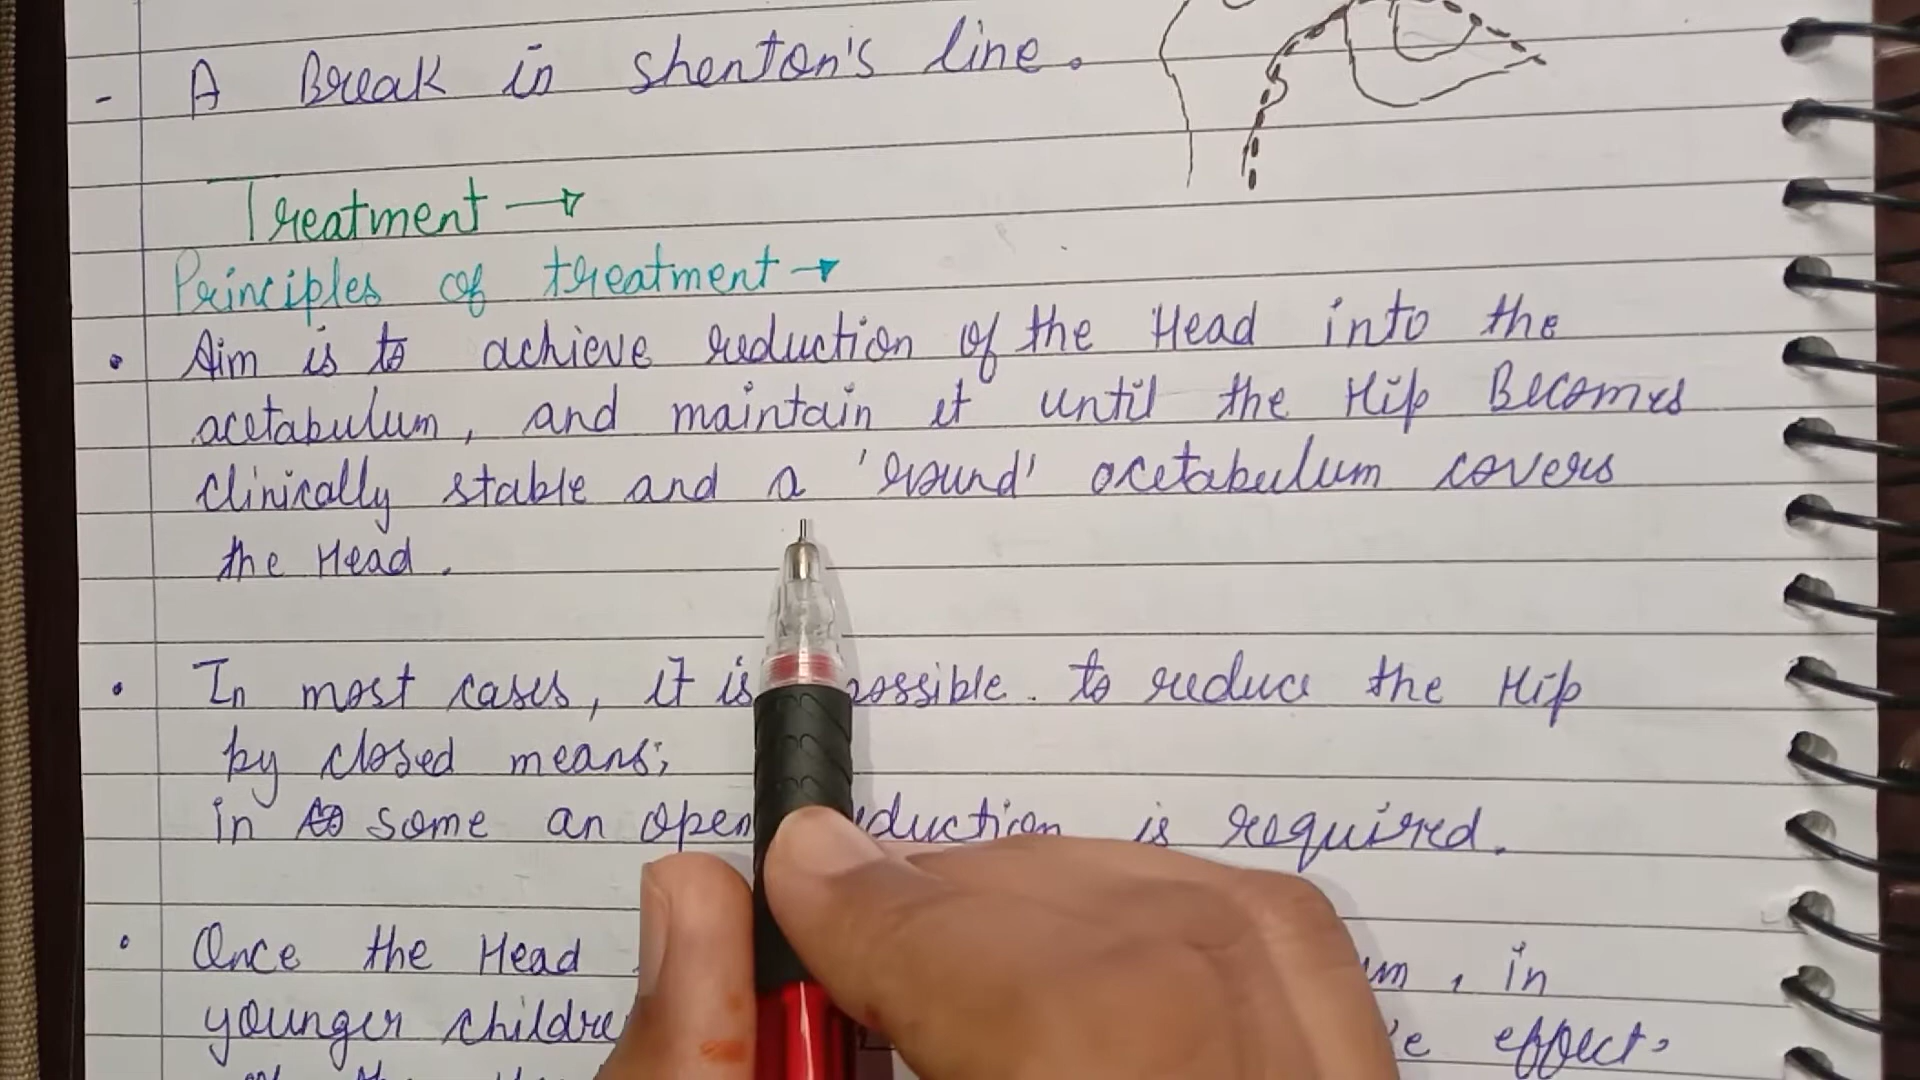 - A Break in Shenton's line.
Treatment →
Principles of treatment →
• Aim is to achieve reduction of the Head into the
acetabulum, and maintain it until the Hip Becomes
clinically stable and a 'round' acetabulum covers
the Head.
• In most cases, it is possible to reduce the Hip
by closed means;
in some an open reduction is required.
• Once the Head , in
younger effect